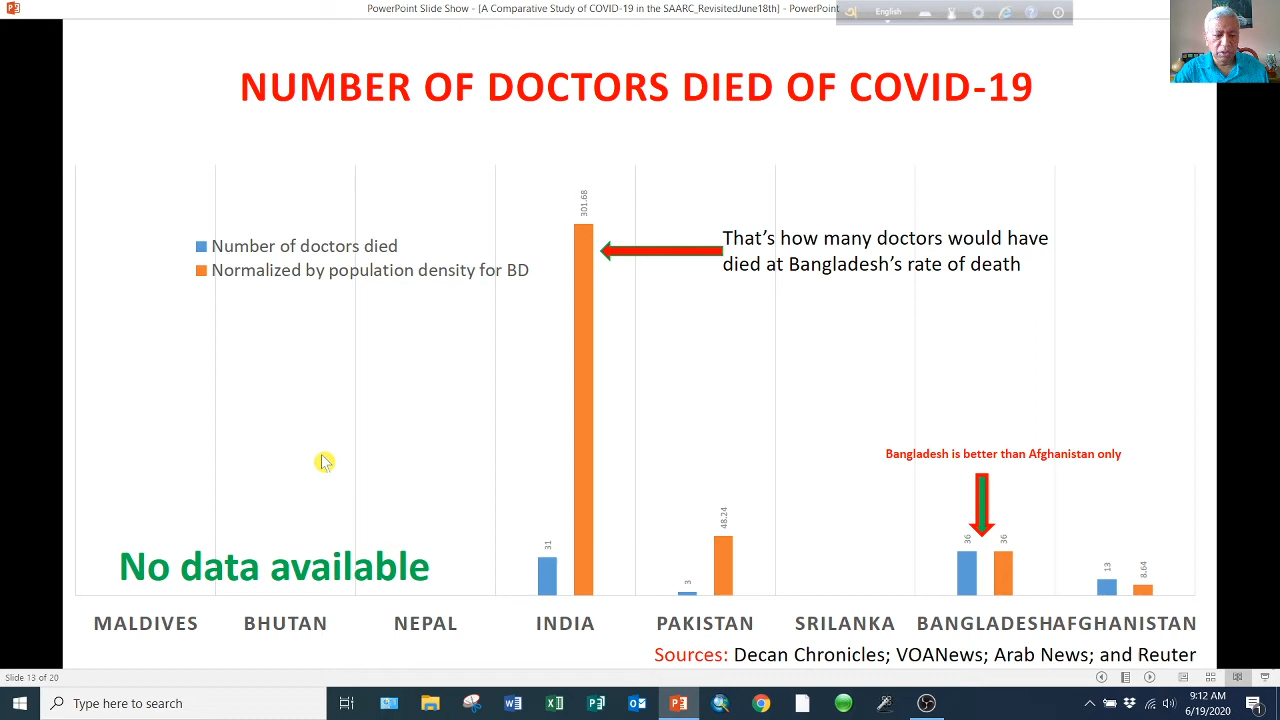 PowerPoint Slide Show - [A Comparative Study of COVID-19 in the SAARC_RevisitedJune18th] - PowerPoint
English
NUMBER OF DOCTORS DIED OF COVID-19
Number of doctors died
Normalized by population density for BD
That's how many doctors would have
died at Bangladesh's rate of death
301.68
31
3
48.24
Bangladesh is better than Afghanistan only
36
36
13
8.64
No data available
MALDIVES
BHUTAN
NEPAL
INDIA
PAKISTAN
SRILANKA
BANGLADESH
AFGHANISTAN
Sources: Decan Chronicles; VOANews; Arab News; and Reuter
Slide 13 of 20
Type here to search
9:12 AM
6/19/2020